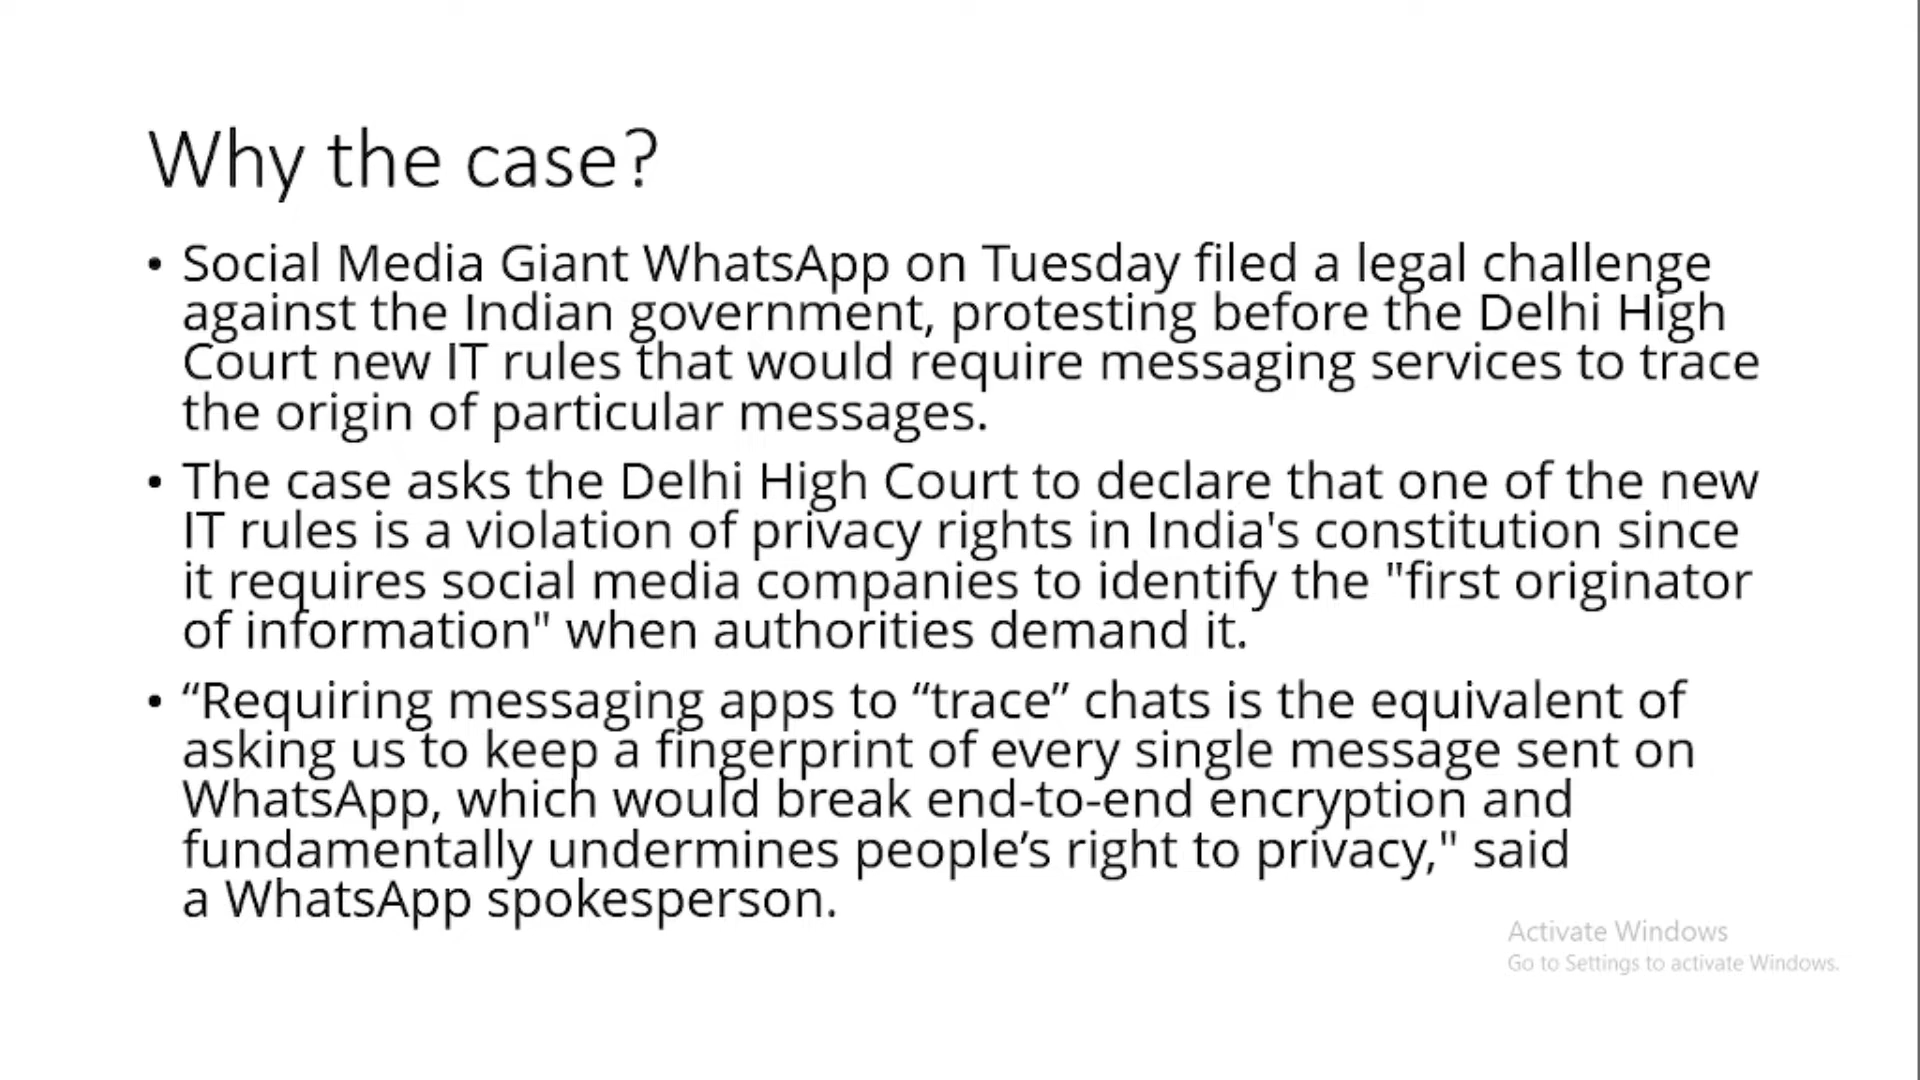 Why the case?
• Social Media Giant WhatsApp on Tuesday filed a legal challenge
against the Indian government, protesting before the Delhi High
Court new IT rules that would require messaging services to trace
the origin of particular messages.
• The case asks the Delhi High Court to declare that one of the new
IT rules is a violation of privacy rights in India's constitution since
it requires social media companies to identify the "first originator
of information" when authorities demand it.
• “Requiring messaging apps to “trace” chats is the equivalent of
asking us to keep a fingerprint of every single message sent on
WhatsApp, which would break end-to-end encryption and
fundamentally undermines people’s right to privacy," said
a WhatsApp spokesperson.
Activate Windows
Go to Settings to activate Windows.